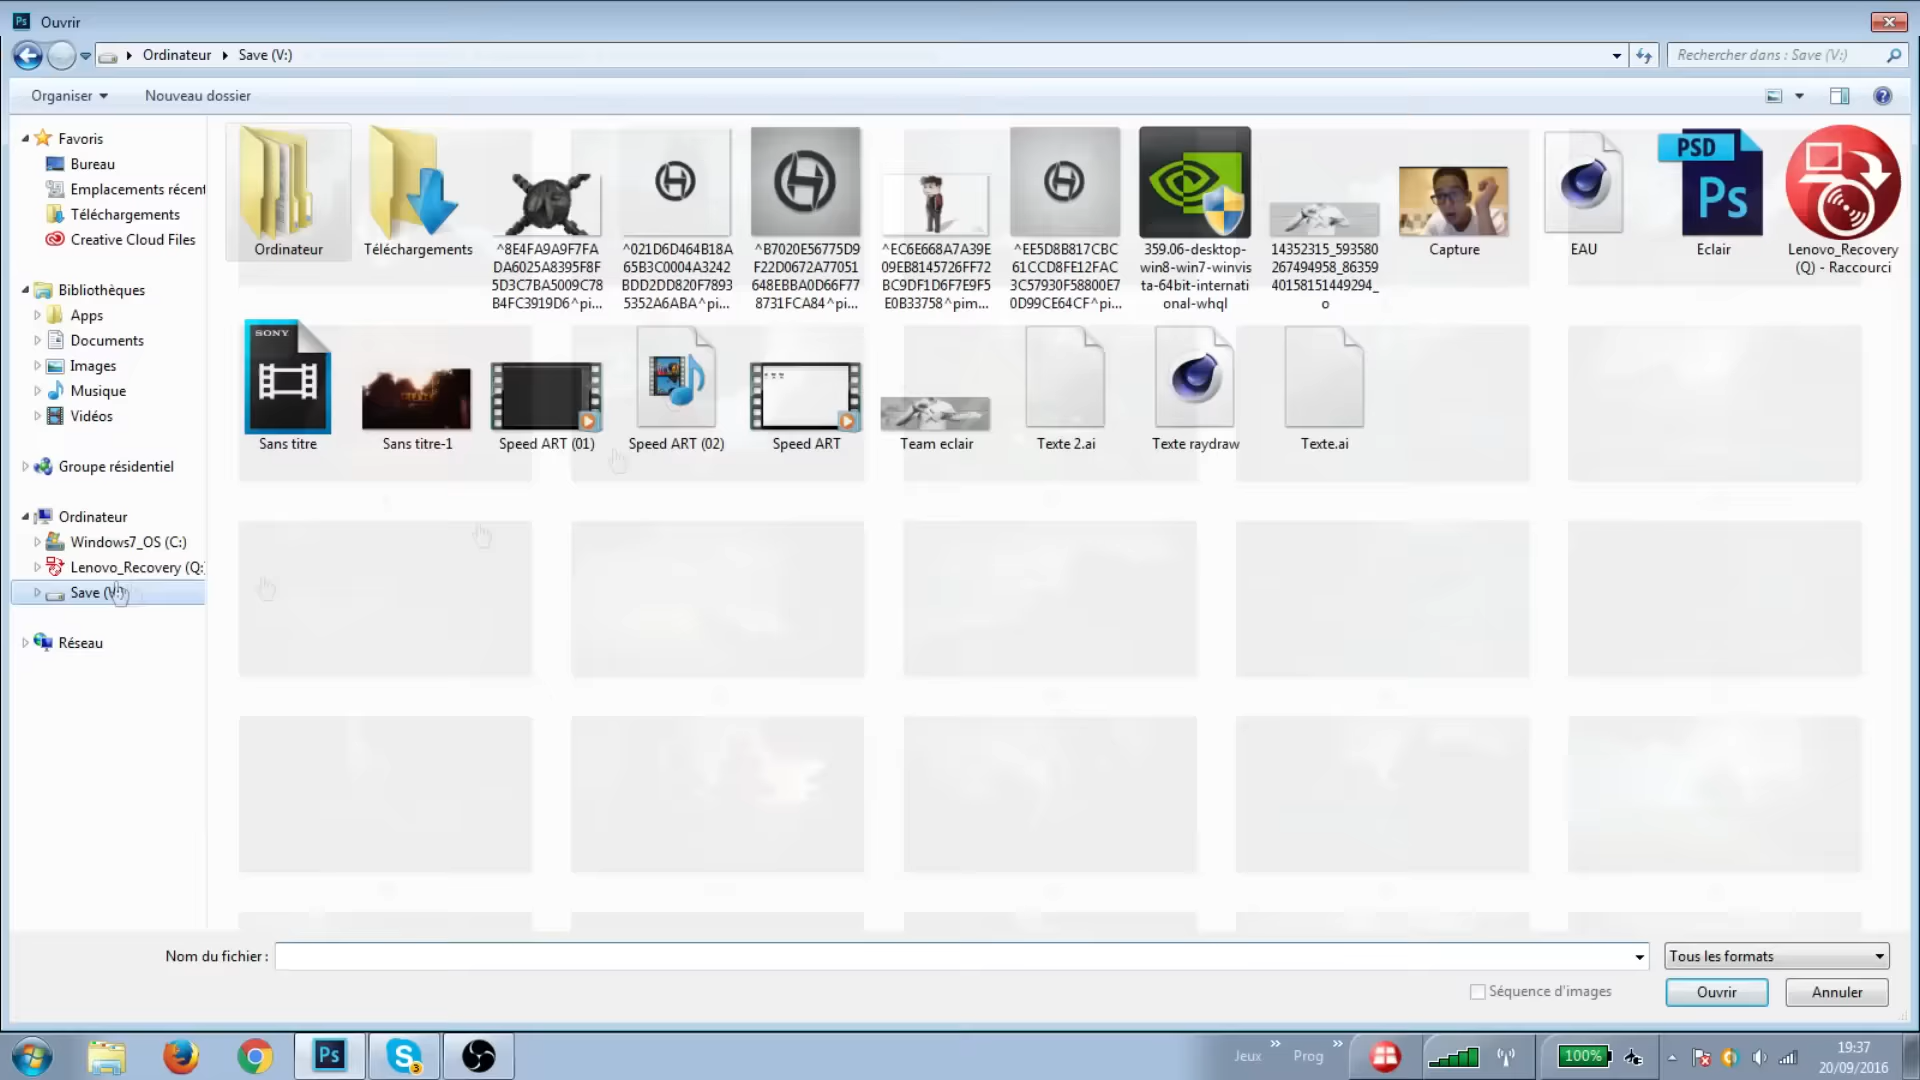 Ps Ouvrir
Ordinateur Save (V:)
Rechercher dans : Save (V:)
Organiser Nouveau dossier
Favoris
Bureau
Emplacements récent
Téléchargements
Creative Cloud Files
Bibliothèques
Apps
Documents
Images
Musique
Vidéos
Groupe résidentiel
Ordinateur
Windows7_OS (C:)
Lenovo_Recovery (Q:
Save (V:)
Réseau
Ordinateur
Téléchargements
^8E4FA9A9F7FA
DA6025A8395F8F
5D3C7BA5009C78
B4FC3919D6^pi...
^021D6D464B18A
65B3C0004A3242
BDD2DD820F7893
5352A6ABA^pi...
^B7020E56775D9
F22D0672A77051
648EBBA0D66F77
8731FCA84^pi...
^EC6E668A7A39E
09EB8145726FF72
BC9DF1D6F7E9F5
E0B33758^pim...
^EE5D8B817CBC
61CCD8FE12FAC
3C57930F58800E7
0D99CE64CF^pi...
359.06-desktop-
win8-win7-winvis
ta-64bit-internati
onal-whql
14352315_593580
267494958_86359
40158151449294_
o
Capture
EAU
PSD
Ps
Eclair
Lenovo_Recovery
(Q) - Raccourci
SONY
Sans titre
Sans titre-1
Speed ART (01)
Speed ART (02)
Speed ART
Team eclair
Texte 2.ai
Texte raydraw
Texte.ai
Nom du fichier :
Tous les formats
Séquence d'images
Ouvrir
Annuler
Ps
3
Jeux »
Prog »
100%
19:37
20/09/2016